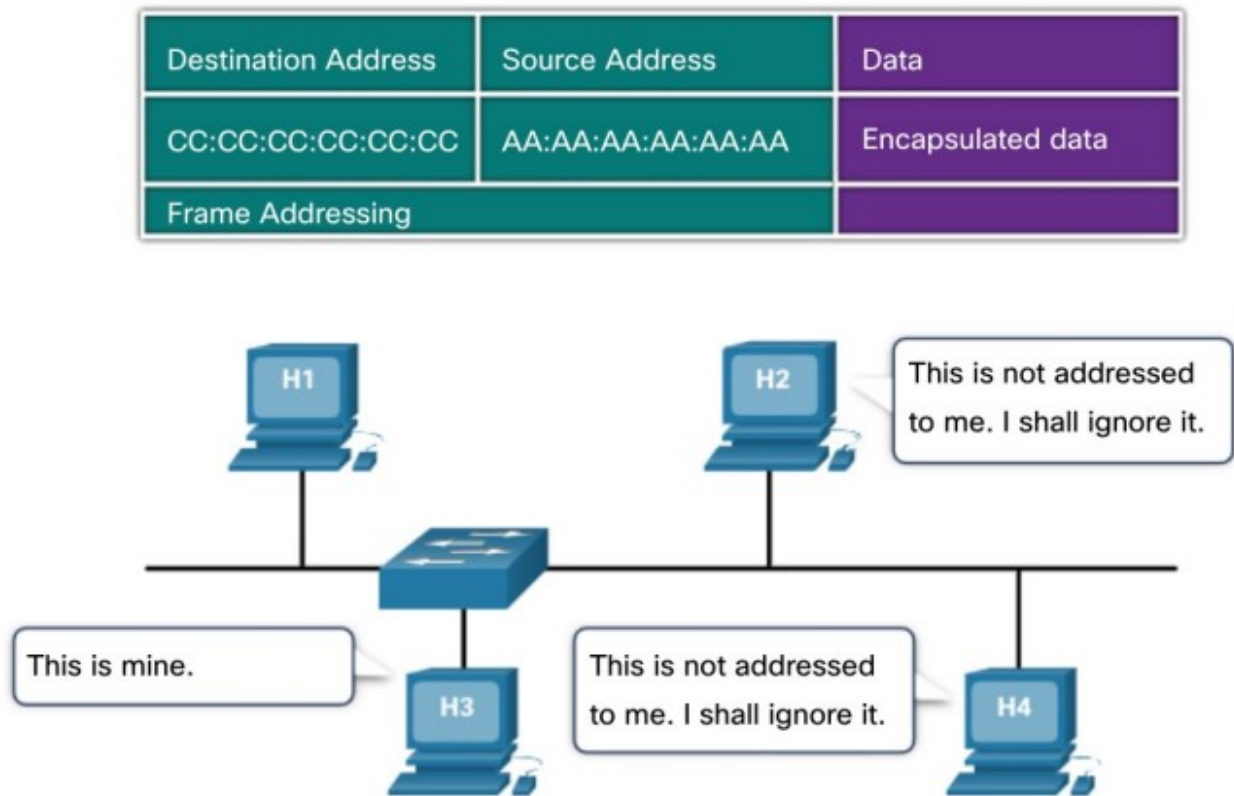 Destination Address Source Address Data
CC:CC:CC:CC:CC:CC AA:AA:AA:AA:AA:AA Encapsulated data
Frame Addressing
H1
H2
This is not addressed
to me. I shall ignore it.
This is mine.
H3
This is not addressed
to me. I shall ignore it.
H4